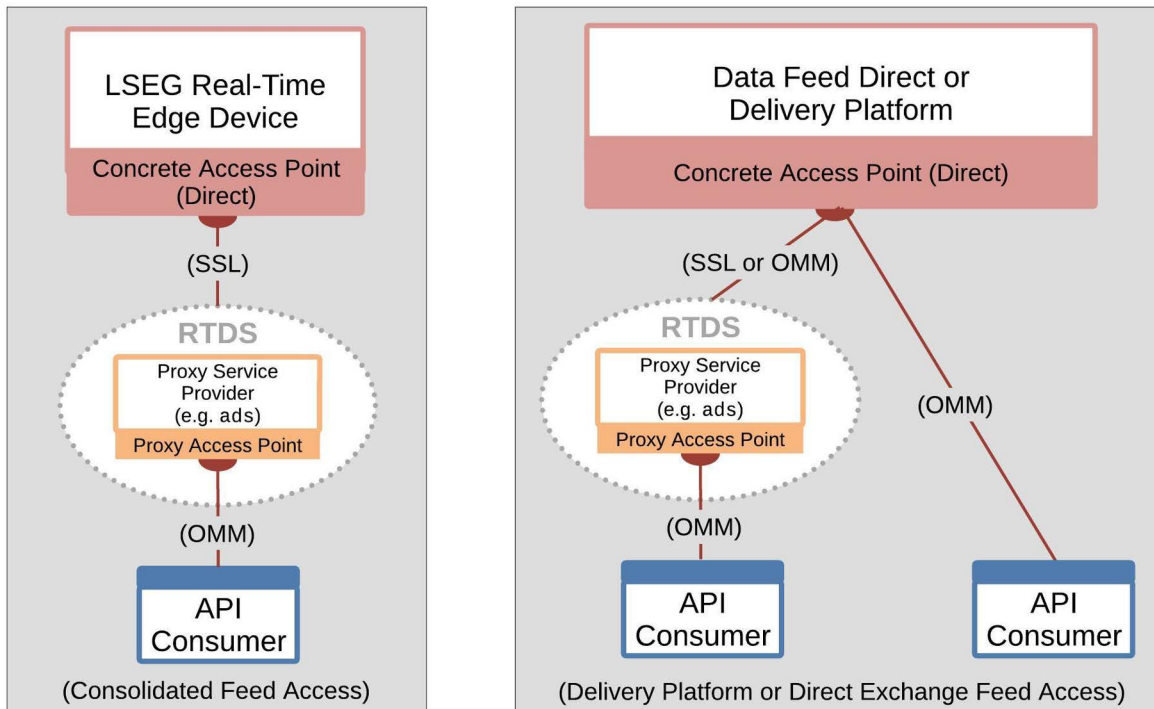 LSEG Real-Time
Edge Device
Concrete Access Point
(Direct)
(SSL)
RTDS
Proxy Service
Provider
(e.g. ads)
Proxy Access Point
(OMM)
API
Consumer
(Consolidated Feed Access)
Data Feed Direct or
Delivery Platform
Concrete Access Point (Direct)
(SSL or OMM)
RTDS
Proxy Service
Provider
(e.g. ads)
Proxy Access Point
(OMM)
(OMM)
API
Consumer
API
Consumer
(Delivery Platform or Direct Exchange Feed Access)